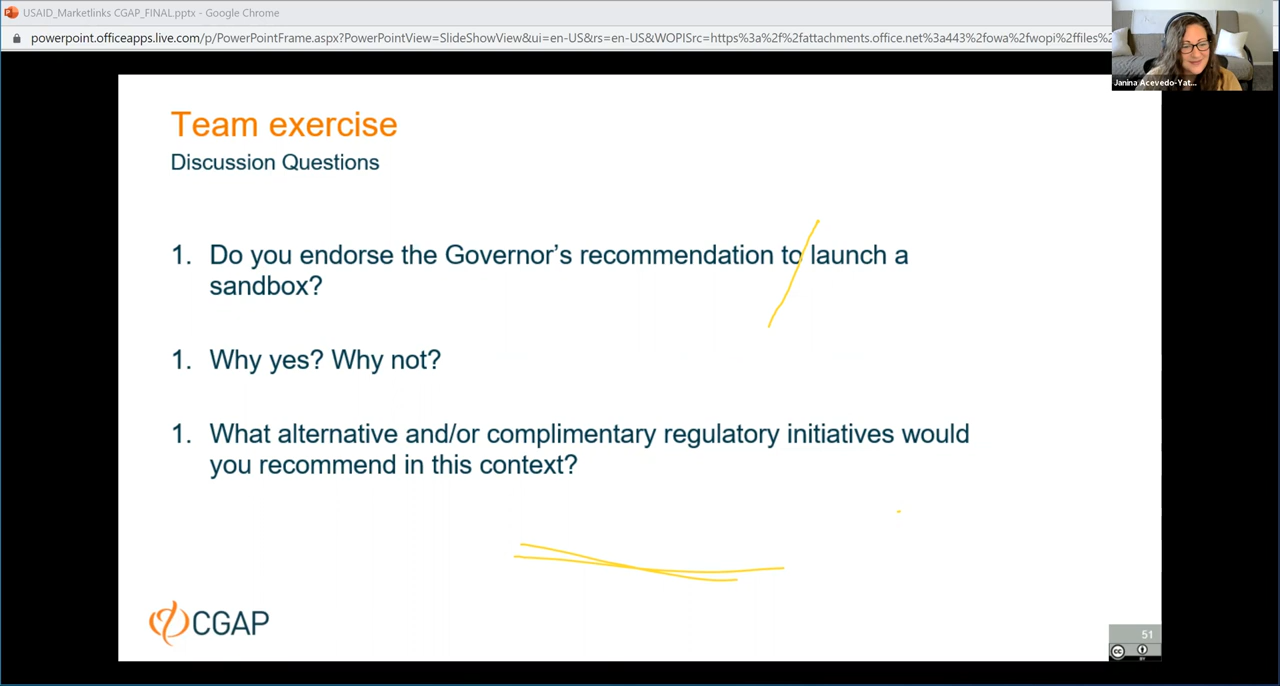 USAID_Marketlinks CGAP_FINAL.pptx - Google Chrome
powerpoint.officeapps.live.com/p/PowerPointFrame.aspx?PowerPointView=SlideShowView&ui=en-US&rs=en-US&WOPISrc=https%3a%2f%2fattachments.office.net%3a443%2fowa%2fwopi%2ffiles%2
Janina Acevedo-Yat...
Team exercise
Discussion Questions
1. Do you endorse the Governor's recommendation to launch a
sandbox?
1. Why yes? Why not?
1. What alternative and/or complimentary regulatory initiatives would
you recommend in this context?
CGAP
51
cc
BY